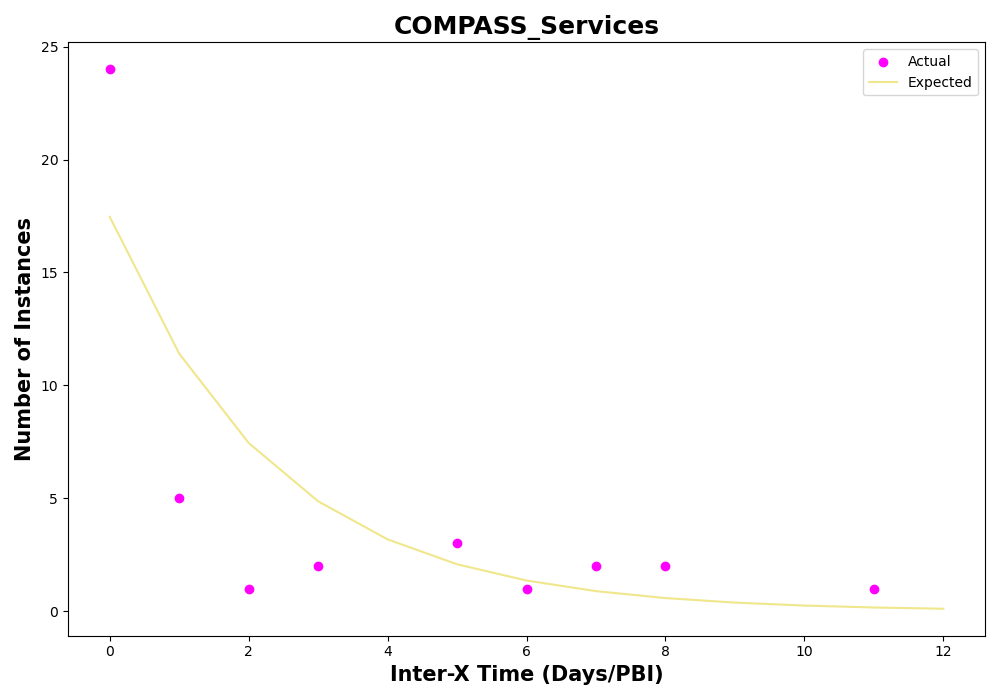 COMPASS_Services
Actual
Expected
25
20
15
10
5
0
Number of Instances
0 2 4 6 8 10 12
Inter-X Time (Days/PBI)